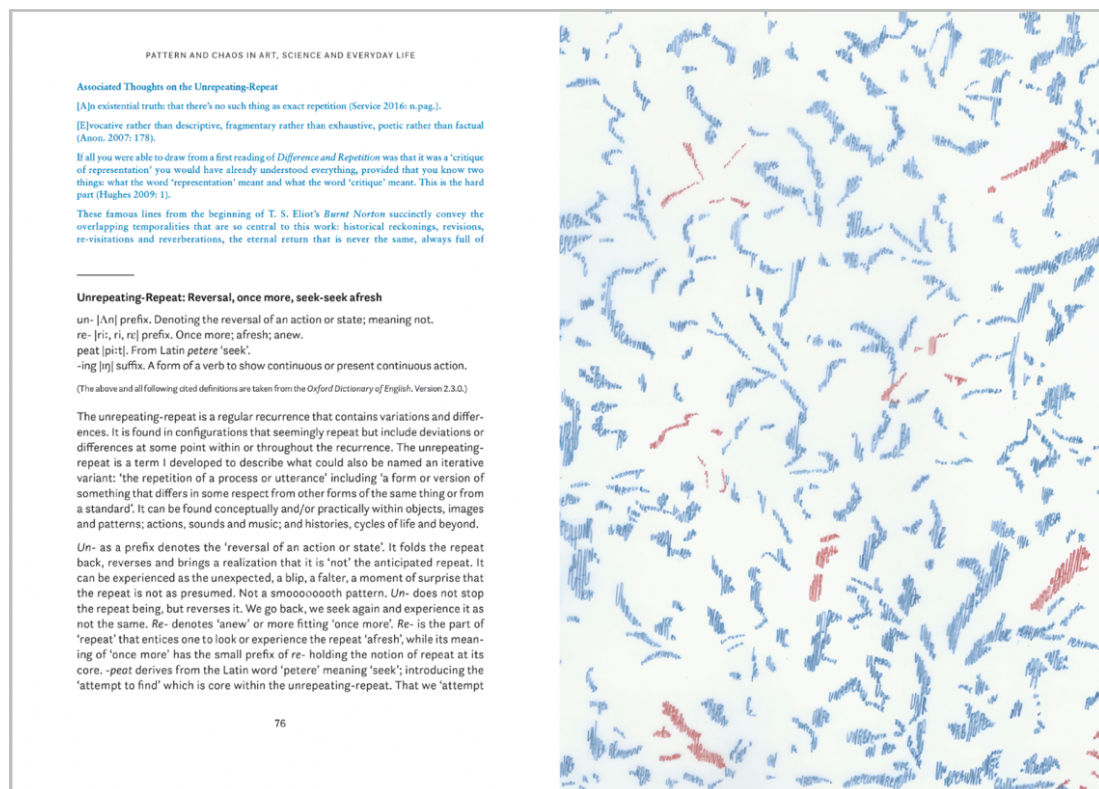 PATTERN AND CHAOS IN ART, SCIENCE AND EVERYDAY LIFE
Associated Thoughts on the Unrepeating-Repeat
[A]n existential truth: that there's no such thing as exact repetition (Service 2016: n.pag.).
[E]vocative rather than descriptive, fragmentary rather than exhaustive, poetic rather than factual
(Anon. 2007: 178).
If all you were able to draw from a first reading of Difference and Repetition was that it was a ‘critique
of representation’ you would have already understood everything, provided that you know two
things: what the word ‘representation’ meant and what the word ‘critique’ meant. This is the hard
part (Hughes 2009: 1).
These famous lines from the beginning of T. S. Eliot's Burnt Norton succinctly convey the
overlapping temporalities that are so central to this work: historical reckonings, revisions,
re-visitations and reverberations, the eternal return that is never the same, always full of
Unrepeating-Repeat: Reversal, once more, seek-seek afresh
un- |Ʌn| prefix. Denoting the reversal of an action or state; meaning not.
re- |riː, ri, rɛ| prefix. Once more; afresh; anew.
peat |piːt|. From Latin petere ‘seek’.
-ing |ɪŋ| suffix. A form of a verb to show continuous or present continuous action.
(The above and all following cited definitions are taken from the Oxford Dictionary of English. Version 2.3.0.)
The unrepeating-repeat is a regular recurrence that contains variations and differ-
ences. It is found in configurations that seemingly repeat but include deviations or
differences at some point within or throughout the recurrence. The unrepeating-
repeat is a term I developed to describe what could also be named an iterative
variant: ‘the repetition of a process or utterance’ including ‘a form or version of
something that differs in some respect from other forms of the same thing or from
a standard’. It can be found conceptually and/or practically within objects, images
and patterns; actions, sounds and music; and histories, cycles of life and beyond.
Un- as a prefix denotes the ‘reversal of an action or state’. It folds the repeat
back, reverses and brings a realization that it is ‘not’ the anticipated repeat. It
can be experienced as the unexpected, a blip, a falter, a moment of surprise that
the repeat is not as presumed. Not a smoooooooth pattern. Un- does not stop
the repeat being, but reverses it. We go back, we seek again and experience it as
not the same. Re- denotes ‘anew’ or more fitting ‘once more’. Re- is the part of
‘repeat’ that entices one to look or experience the repeat ‘afresh’, while its mean-
ing of ‘once more’ has the small prefix of re- holding the notion of repeat at its
core. -peat derives from the Latin word ‘petere’ meaning ‘seek’; introducing the
‘attempt to find’ which is core within the unrepeating-repeat. That we ‘attempt
76